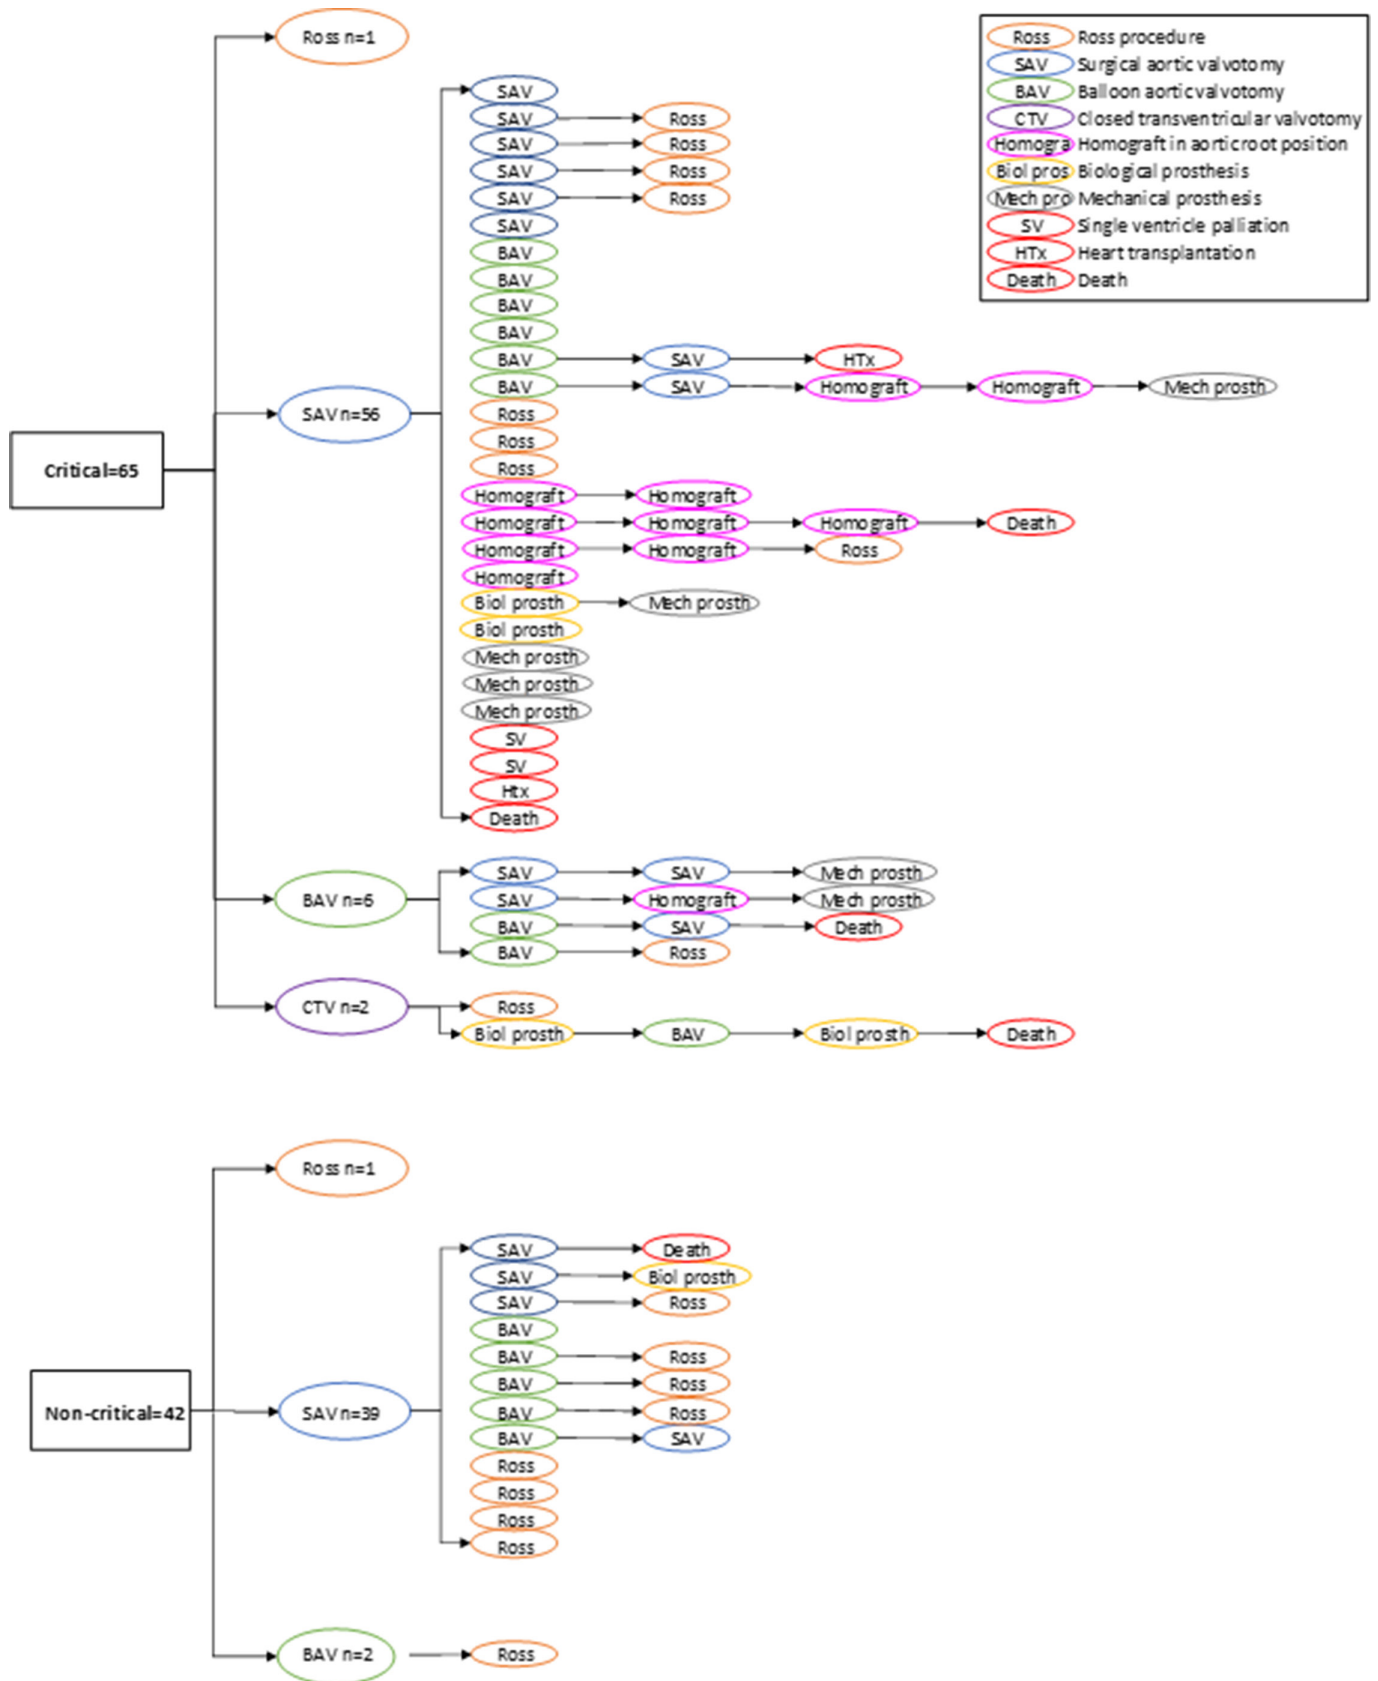 Ross n=1
Ross Ross procedure
SAV Surgical aortic valvotomy
BAV Balloon aortic valvotomy
CTV Closed transventricular valvotomy
Homogra Homograft in aortic root position
Biol pros Biological prosthesis
Mech pro Mechanical prosthesis
SV Single ventricle palliation
HTx Heart transplantation
Death Death
SAV
SAV Ross
SAV Ross
SAV Ross
SAV Ross
SAV
BAV
BAV
BAV
BAV
BAV SAV HTx
BAV SAV Homograft Homograft Mech prosth
Ross
SAV n=56
Ross
Ross
Critical=65
Homograft Homograft
Homograft Homograft Homograft Death
Homograft Homograft Ross
Homograft
Biol prosth Mech prosth
Biol prosth
Mech prosth
Mech prosth
Mech prosth
SV
SV
Htx
Death
SAV SAV Mech prosth
BAV n=6
SAV Homograft Mech prosth
BAV SAV Death
BAV Ross
CTV n=2 Ross
Biol prosth BAV Biol prosth Death
Ross n=1
SAV Death
SAV Biol prosth
SAV Ross
BAV
BAV Ross
BAV Ross
Non-critical=42 SAV n=39 BAV Ross
BAV SAV
Ross
Ross
Ross
Ross
BAV n=2 Ross